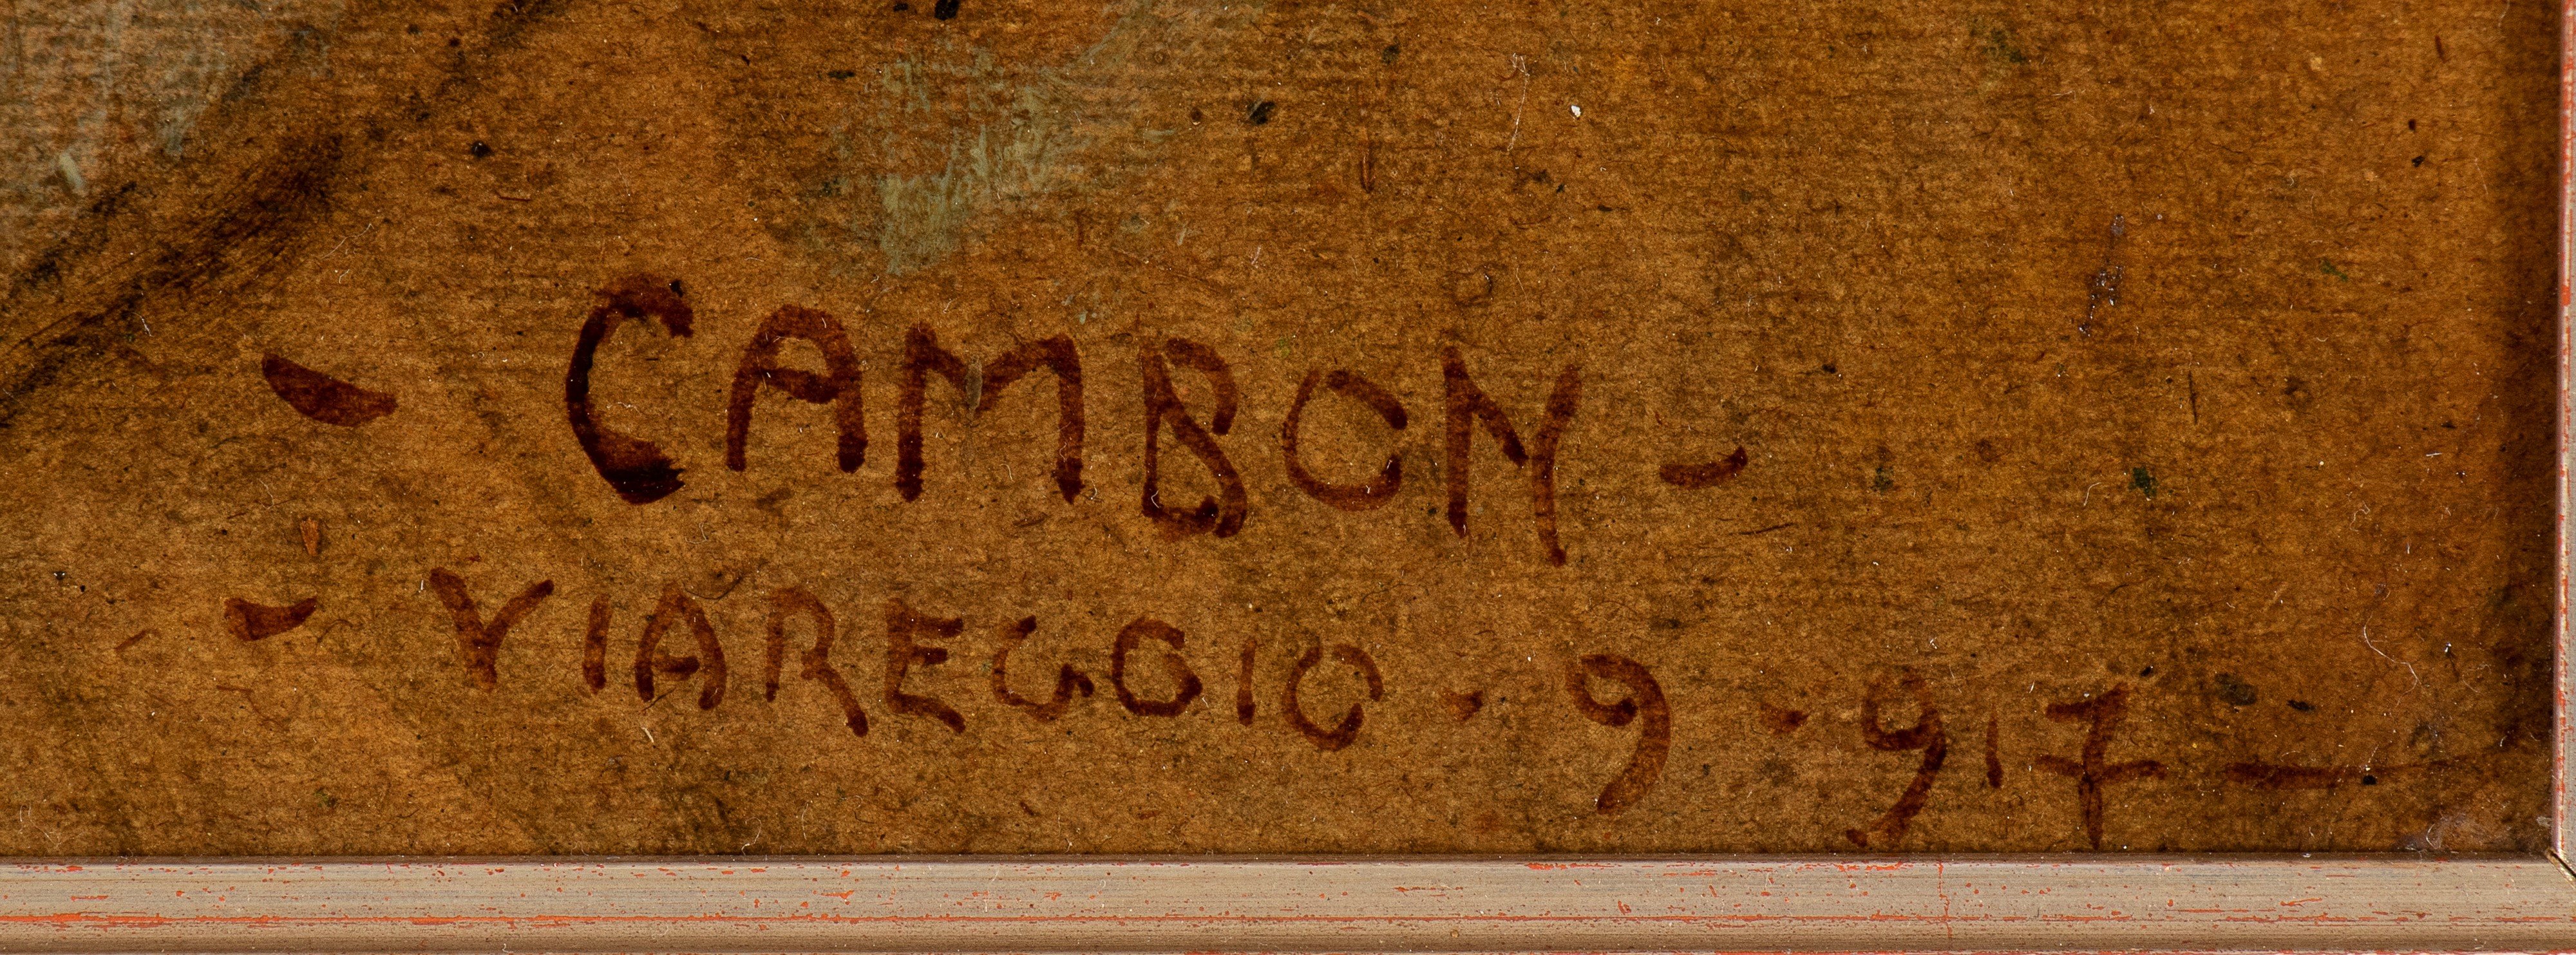 - CAMBON -
- VIAREGGIO · 9 · 917 —